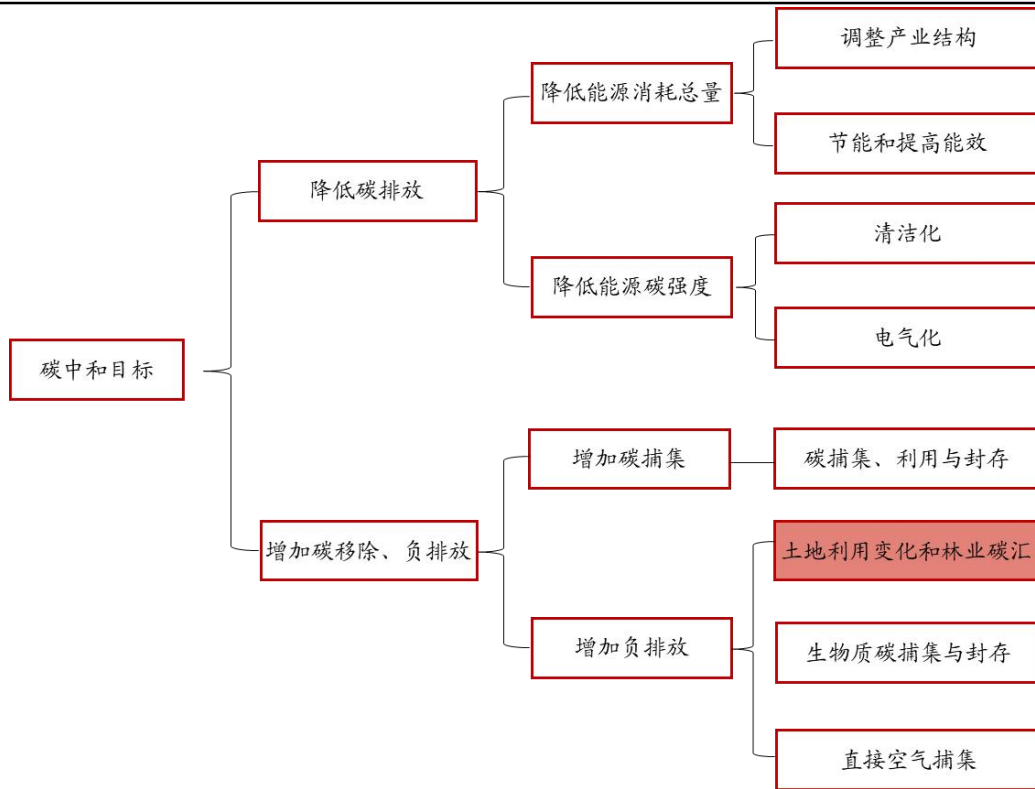 调整产业结构
降低能源消耗总量
节能和提高能效
降低碳排放
清洁化
降低能源碳强度
电气化
碳中和目标
增加碳捕集
碳捕集、利用与封存
增加碳移除、负排放
土地利用变化和林业碳汇
增加负排放
生物质碳捕集与封存
直接空气捕集